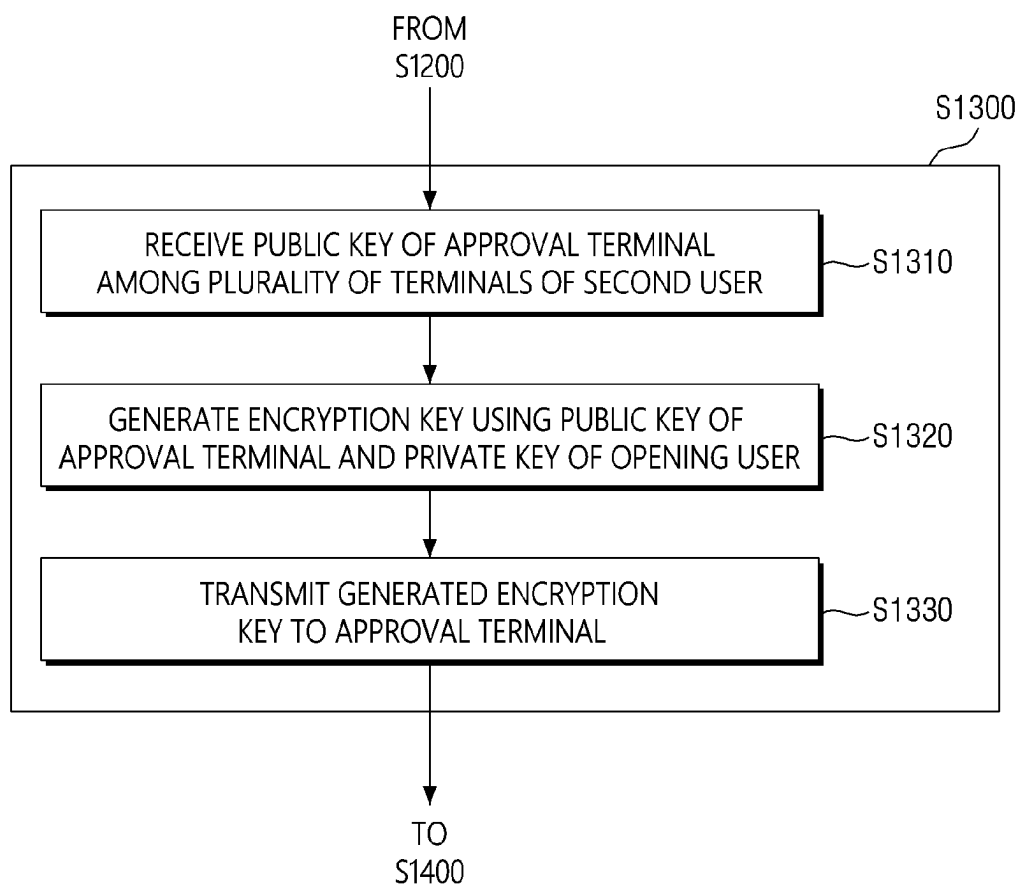 FROM
S1200
S1300
RECEIVE PUBLIC KEY OF APPROVAL TERMINAL
AMONG PLURALITY OF TERMINALS OF SECOND USER
S1310
GENERATE ENCRYPTION KEY USING PUBLIC KEY OF
APPROVAL TERMINAL AND PRIVATE KEY OF OPENING USER
S1320
TRANSMIT GENERATED ENCRYPTION
KEY TO APPROVAL TERMINAL
S1330
TO
S1400